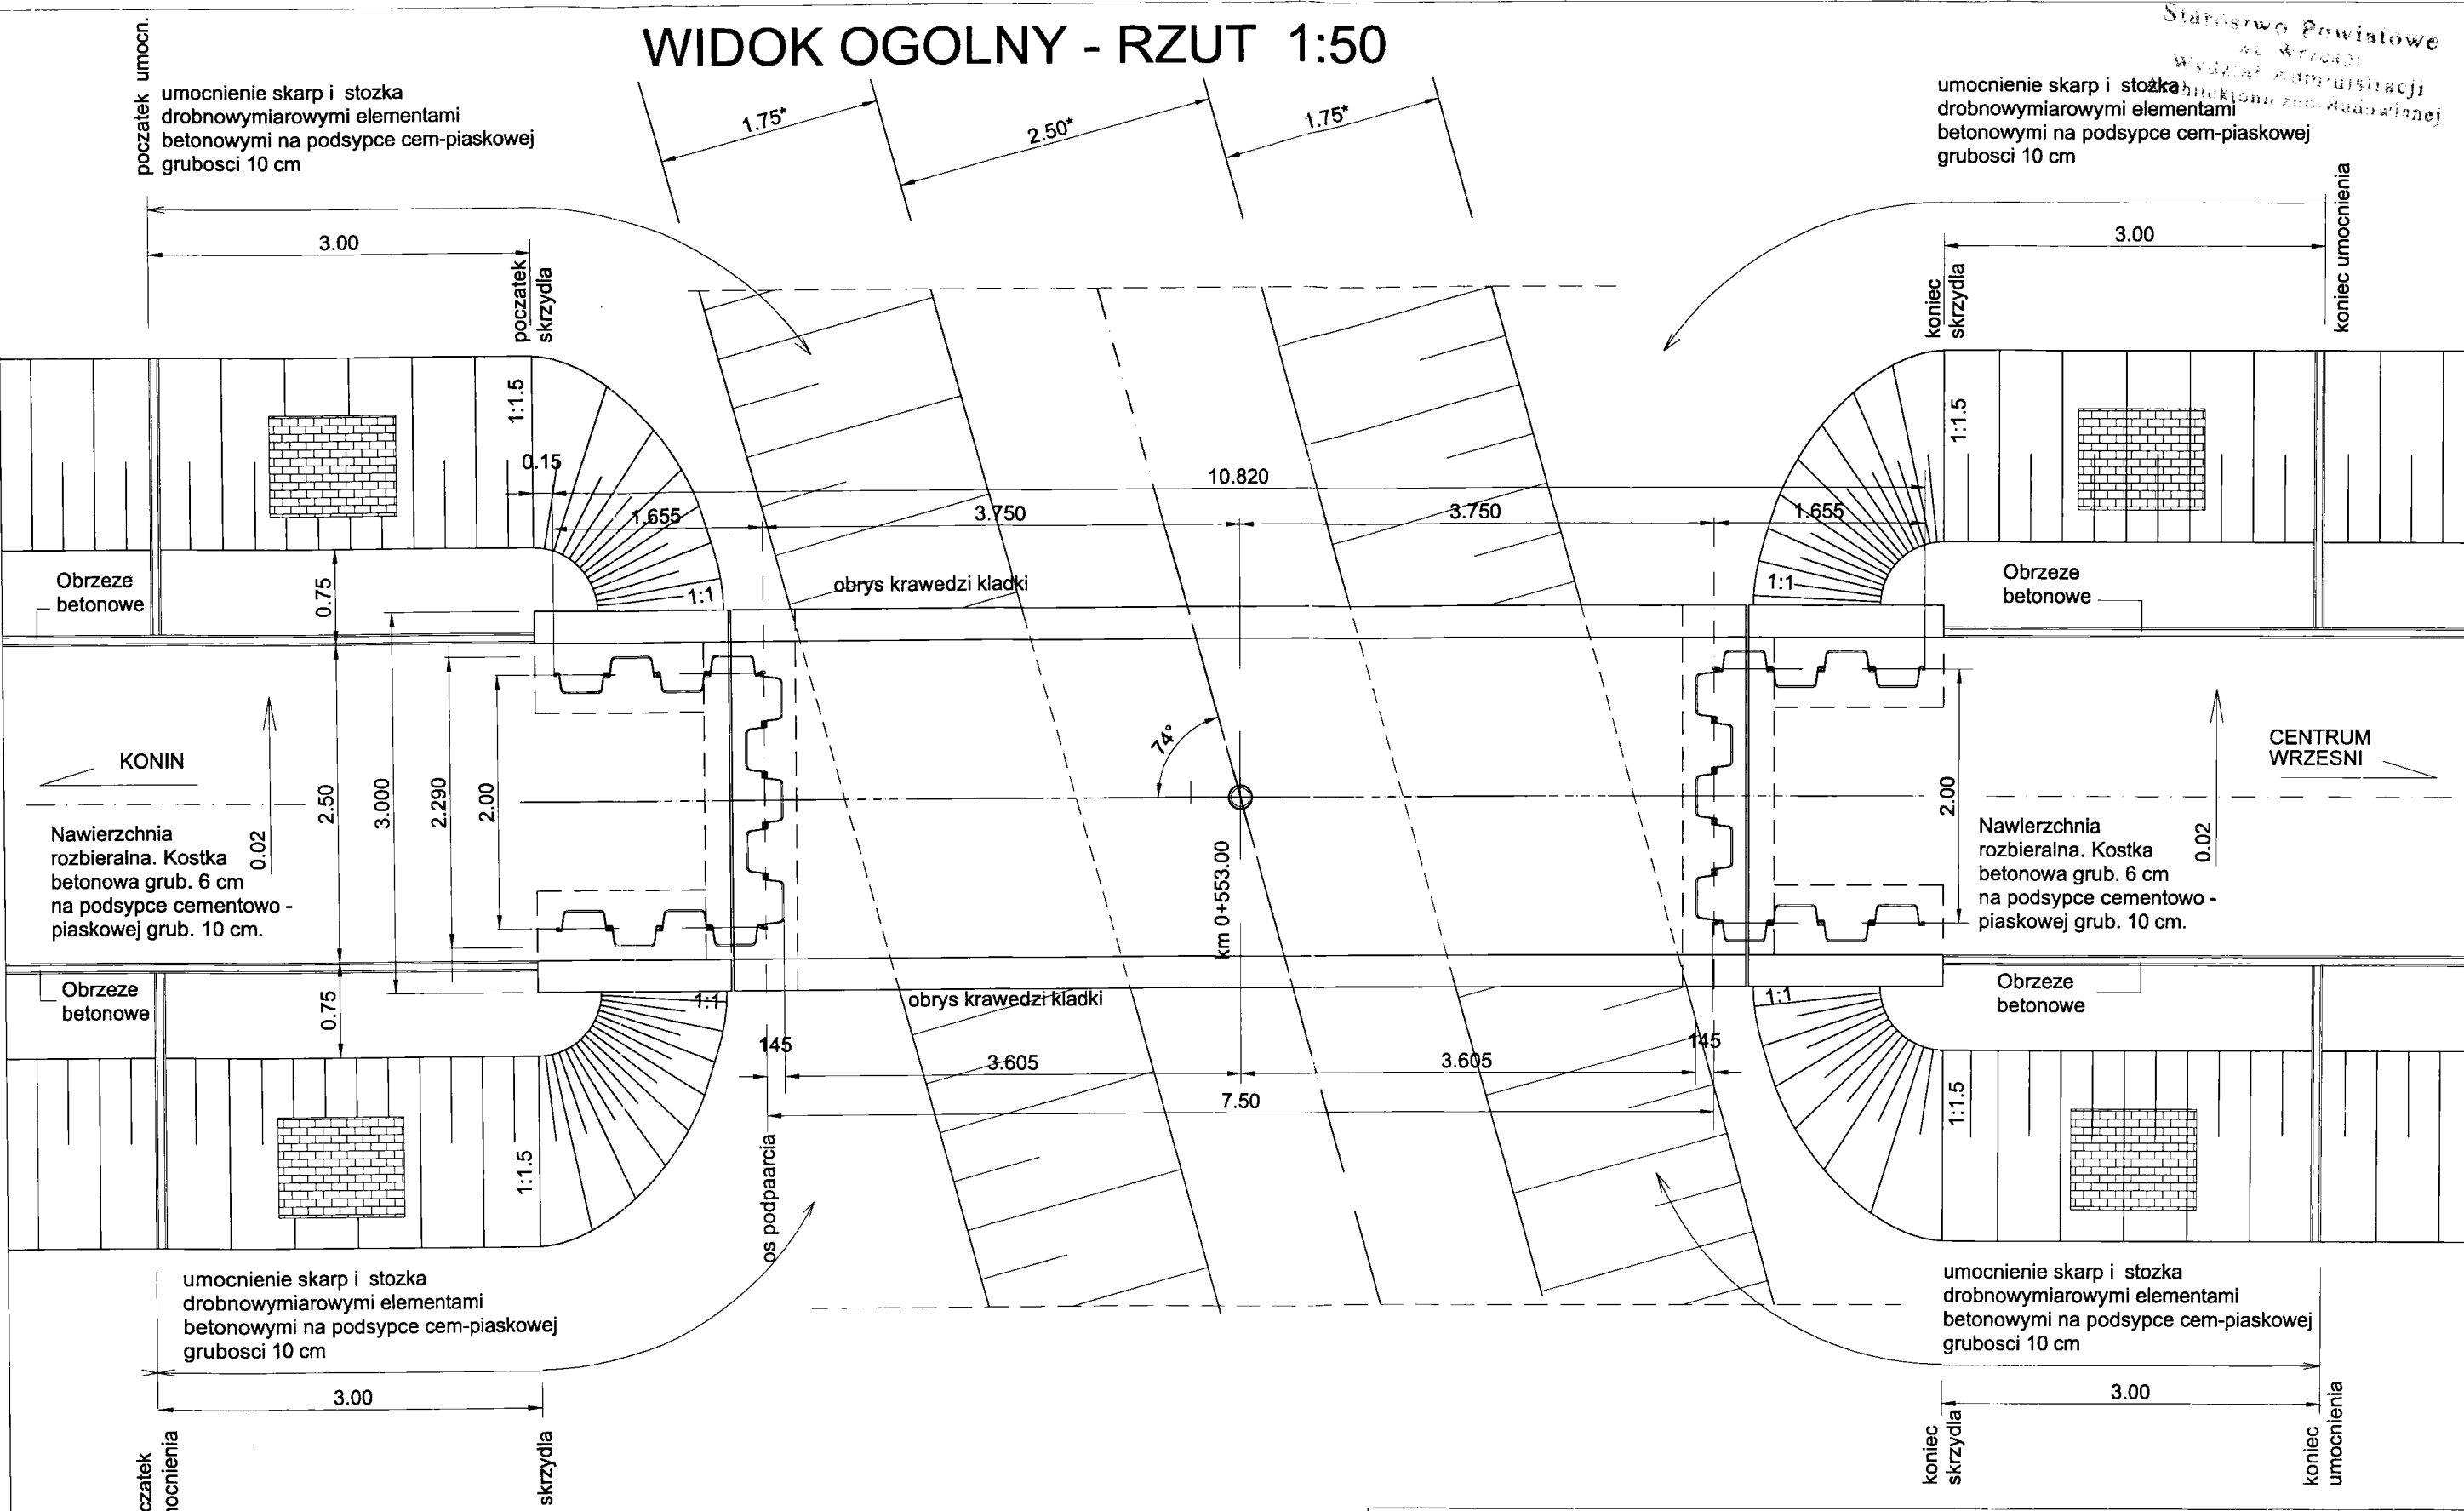 WIDOK OGOLNY - RZUT 1:50
Starostwo Powiatowe
Wydział Administracji
poczatek umocn.
umocnienie skarp i stozka
drobnowymiarowymi elementami
betonowymi na podsypce cem-piaskowej
grubosci 10 cm
1.75*
2.50*
1.75*
umocnienie skarp i stozka
drobnowymiarowymi elementami
betonowymi na podsypce cem-piaskowej
grubosci 10 cm
koniec umocnienia
3.00
poczatek
skrzydla
3.00
koniec
skrzydla
1:1.5
0.15
10.820
1:1.5
1.655
3.750
3.750
1.655
Obrzeze
betonowe
0.75
1:1
obrys krawedzi kladki
1:1
Obrzeze
betonowe
KONIN
74°
CENTRUM
WRZESNI
0.02
2.50
3.000
2.290
2.00
km 0+553.00
2.00
0.02
Nawierzchnia
rozbieralna. Kostka
betonowa grub. 6 cm
na podsypce cementowo -
piaskowej grub. 10 cm.
Nawierzchnia
rozbieralna. Kostka
betonowa grub. 6 cm
na podsypce cementowo -
piaskowej grub. 10 cm.
Obrzeze
betonowe
0.75
1:1
obrys krawedzi kladki
1:1
Obrzeze
betonowe
145
3.605
3.605
145
7.50
1:1.5
os podpaarcia
1:1.5
umocnienie skarp i stozka
drobnowymiarowymi elementami
betonowymi na podsypce cem-piaskowej
grubosci 10 cm
umocnienie skarp i stozka
drobnowymiarowymi elementami
betonowymi na podsypce cem-piaskowej
grubosci 10 cm
3.00
3.00
czatek
ocnienia
skrzydla
koniec
skrzydla
koniec
umocnienia